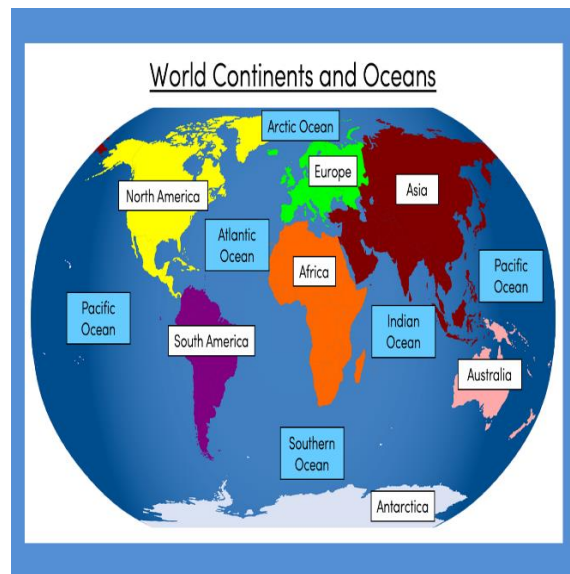 World Continents and Oceans
Arctic Ocean
Europe
North America
Asia
Atlantic
Ocean
Africa
Pacific
Ocean
Pacific
Ocean
Indian
Ocean
South America
Australia
Southern
Ocean
Antarctica